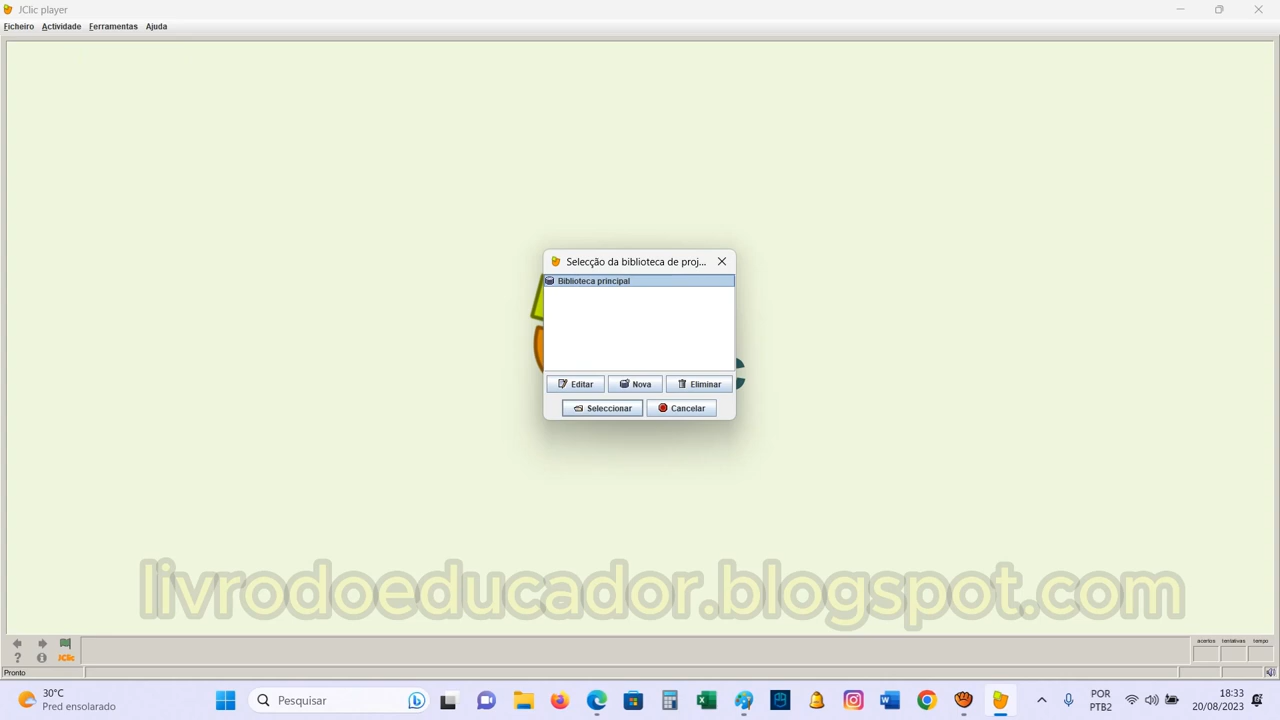 JClic player
Ficheiro Actividade Ferramentas Ajuda
Selecção da biblioteca de proj...
Biblioteca principal
Editar Nova Eliminar
Seleccionar Cancelar
livrodoeducador.blogspot.com
acertos tentativas tempo
JClic
Pronto
30°C
Pred ensolarado
Pesquisar
POR
PTB2
18:33
20/08/2023